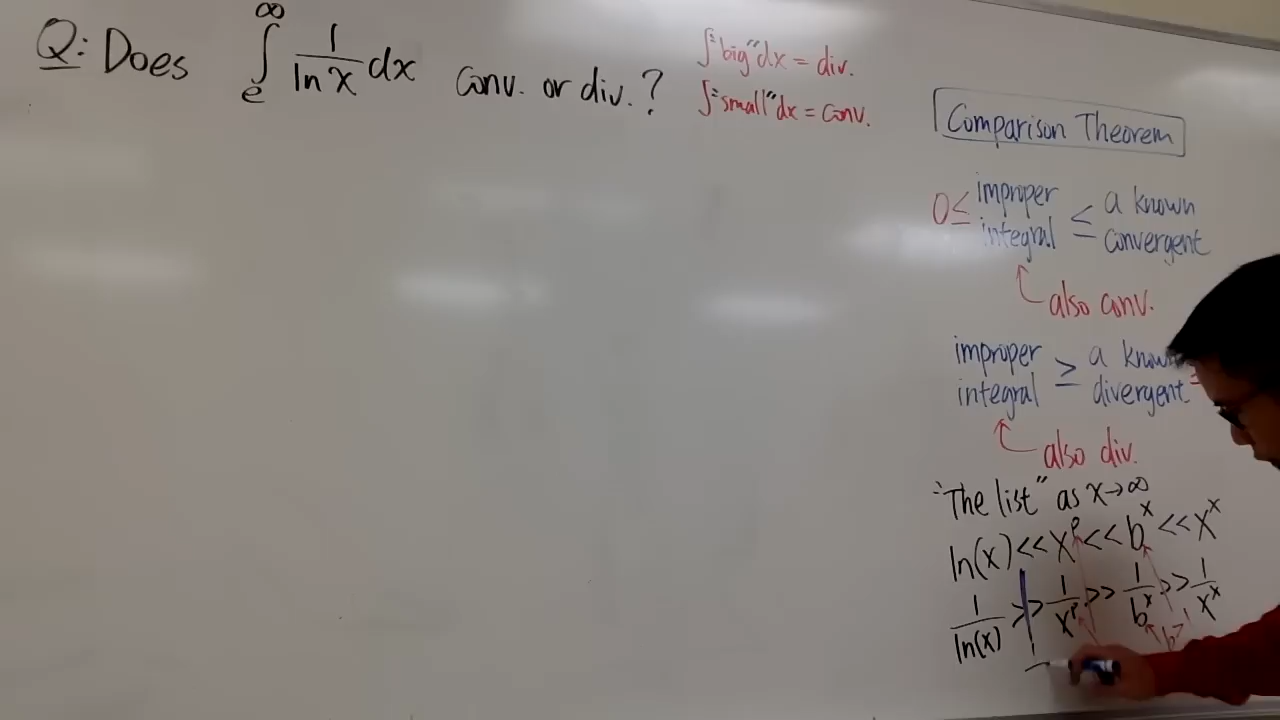 Q: Does ∫_e^∞ 1/(ln x) dx conv. or div.?
∫"big" dx = div.
∫"small" dx = conv.
Comparison Theorem
0 ≤ improper integral ≤ a known convergent
also conv.
improper integral ≥ a known divergent
also div.
"The list" as x→∞
ln(x) << x^p << b^x << x^x
1/ln(x) >> 1/x^p >> 1/b^x >> 1/x^x